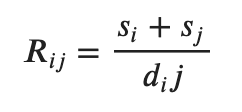 R_{ij} = \frac{s_i + s_j}{d_i j}